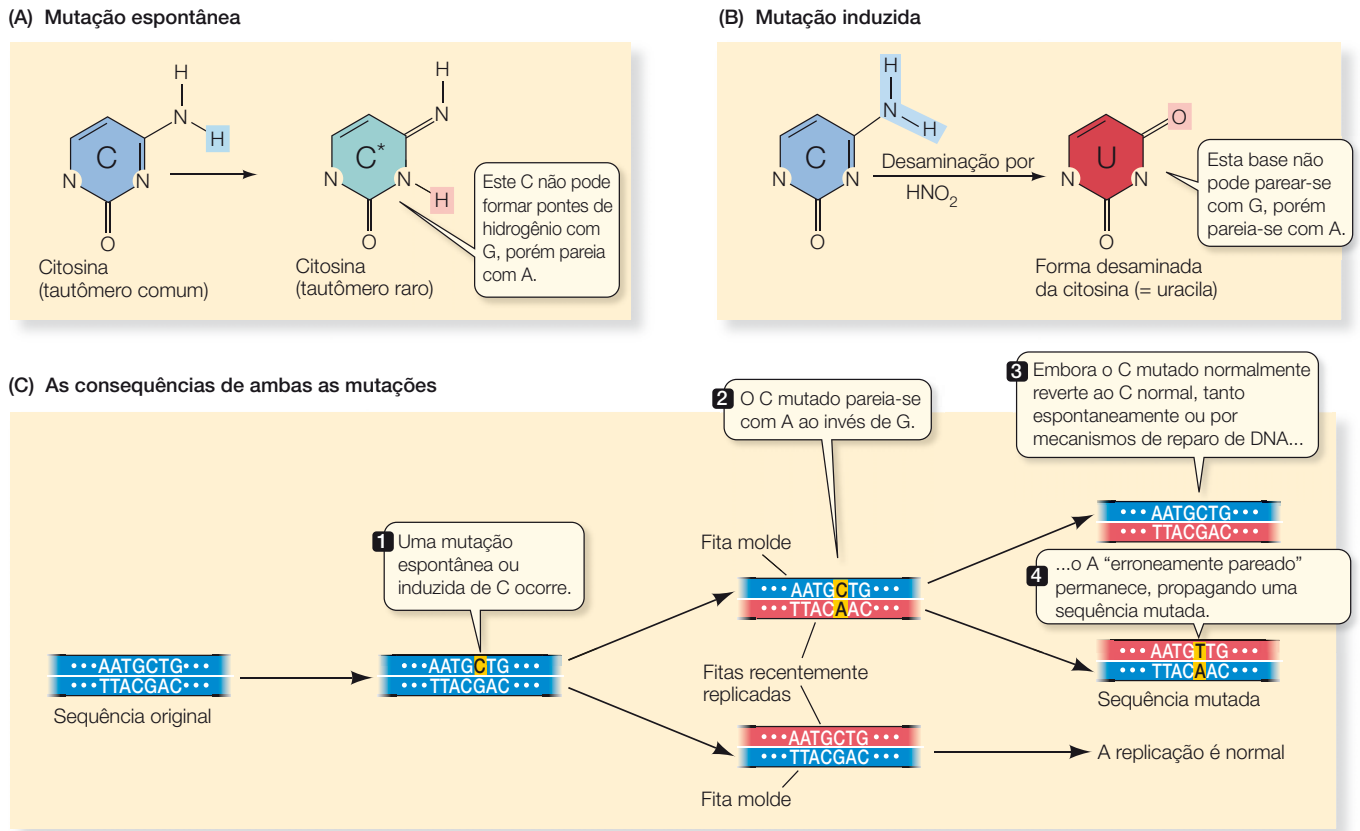 (A) Mutação espontânea
H
N
H
C
N
N
O
Citosina
(tautômero comum)
H
N
C*
N
N
H
O
Citosina
(tautômero raro)
Este C não pode
formar pontes de
hidrogênio com
G, porém pareia
com A.
(B) Mutação induzida
H
N
H
C
N
N
O
Desaminação por
HNO2
O
U
N
N
O
Forma desaminada
da citosina (= uracila)
Esta base não
pode parear-se
com G, porém
pareia-se com A.
(C) As consequências de ambas as mutações
···AATGCTG···
···TTACGAC···
Sequência original
1 Uma mutação
espontânea ou
induzida de C ocorre.
···AATGCTG···
···TTACGAC···
2 O C mutado pareia-se
com A ao invés de G.
Fita molde
···AATGCTG···
···TTACAAC···
Fitas recentemente
replicadas
···AATGCTG···
···TTACGAC···
Fita molde
3 Embora o C mutado normalmente
reverte ao C normal, tanto
espontaneamente ou por
mecanismos de reparo de DNA...
···AATGCTG···
···TTACGAC···
4 ...o A “erroneamente pareado”
permanece, propagando uma
sequência mutada.
···AATGTTG···
···TTACAAC···
Sequência mutada
A replicação é normal